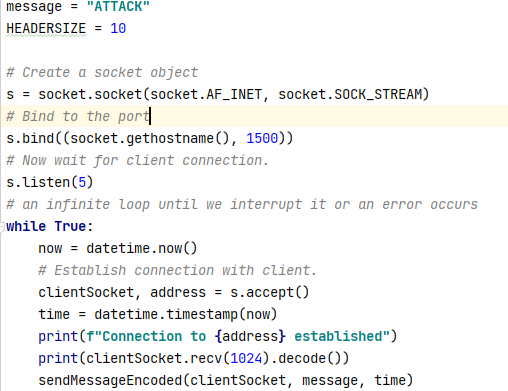 message = "ATTACK"
HEADERSIZE = 10
# Create a socket object
s = socket.socket(socket.AF_INET, socket.SOCK_STREAM)
# Bind to the port
s.bind((socket.gethostname(), 1500))
# Now wait for client connection.
s.listen(5)
# an infinite loop until we interrupt it or an error occurs
while True:
    now = datetime.now()
    # Establish connection with client.
    clientSocket, address = s.accept()
    time = datetime.timestamp(now)
    print(f"Connection to {address} established")
    print(clientSocket.recv(1024).decode())
    sendMessageEncoded(clientSocket, message, time)